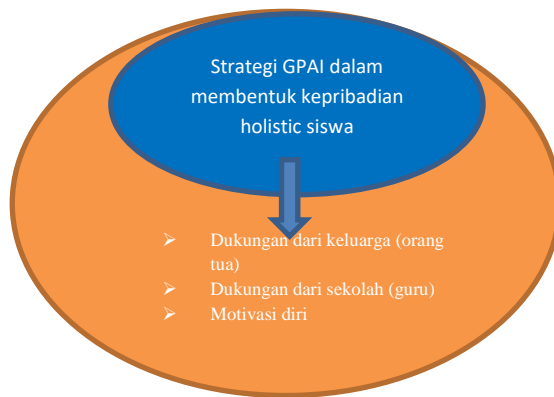 Strategi GPAI dalam
membentuk kepribadian
holistic siswa
➢ Dukungan dari keluarga (orang
tua)
➢ Dukungan dari sekolah (guru)
➢ Motivasi diri